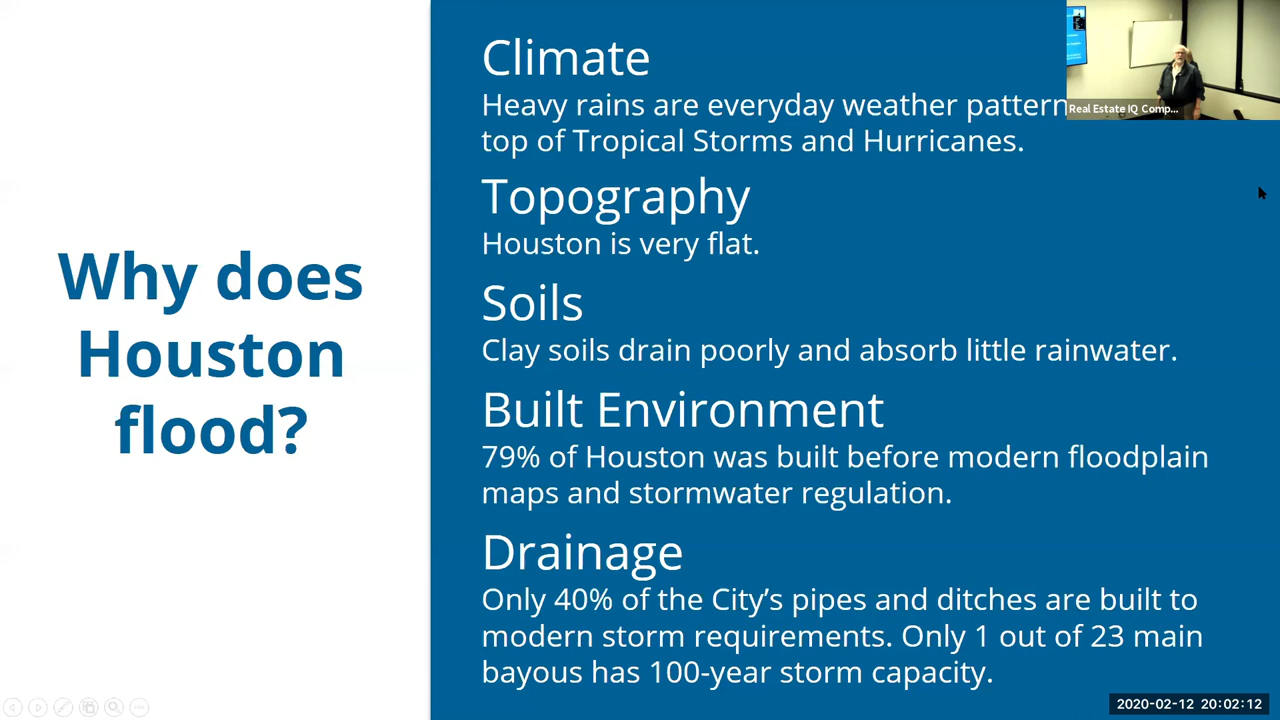 Why does
Houston
flood?
Climate
Heavy rains are everyday weather pattern
top of Tropical Storms and Hurricanes.
Topography
Houston is very flat.
Soils
Clay soils drain poorly and absorb little rainwater.
Built Environment
79% of Houston was built before modern floodplain
maps and stormwater regulation.
Drainage
Only 40% of the City’s pipes and ditches are built to
modern storm requirements. Only 1 out of 23 main
bayous has 100-year storm capacity.
Real Estate IQ Comp...
2020-02-12 20:02:12